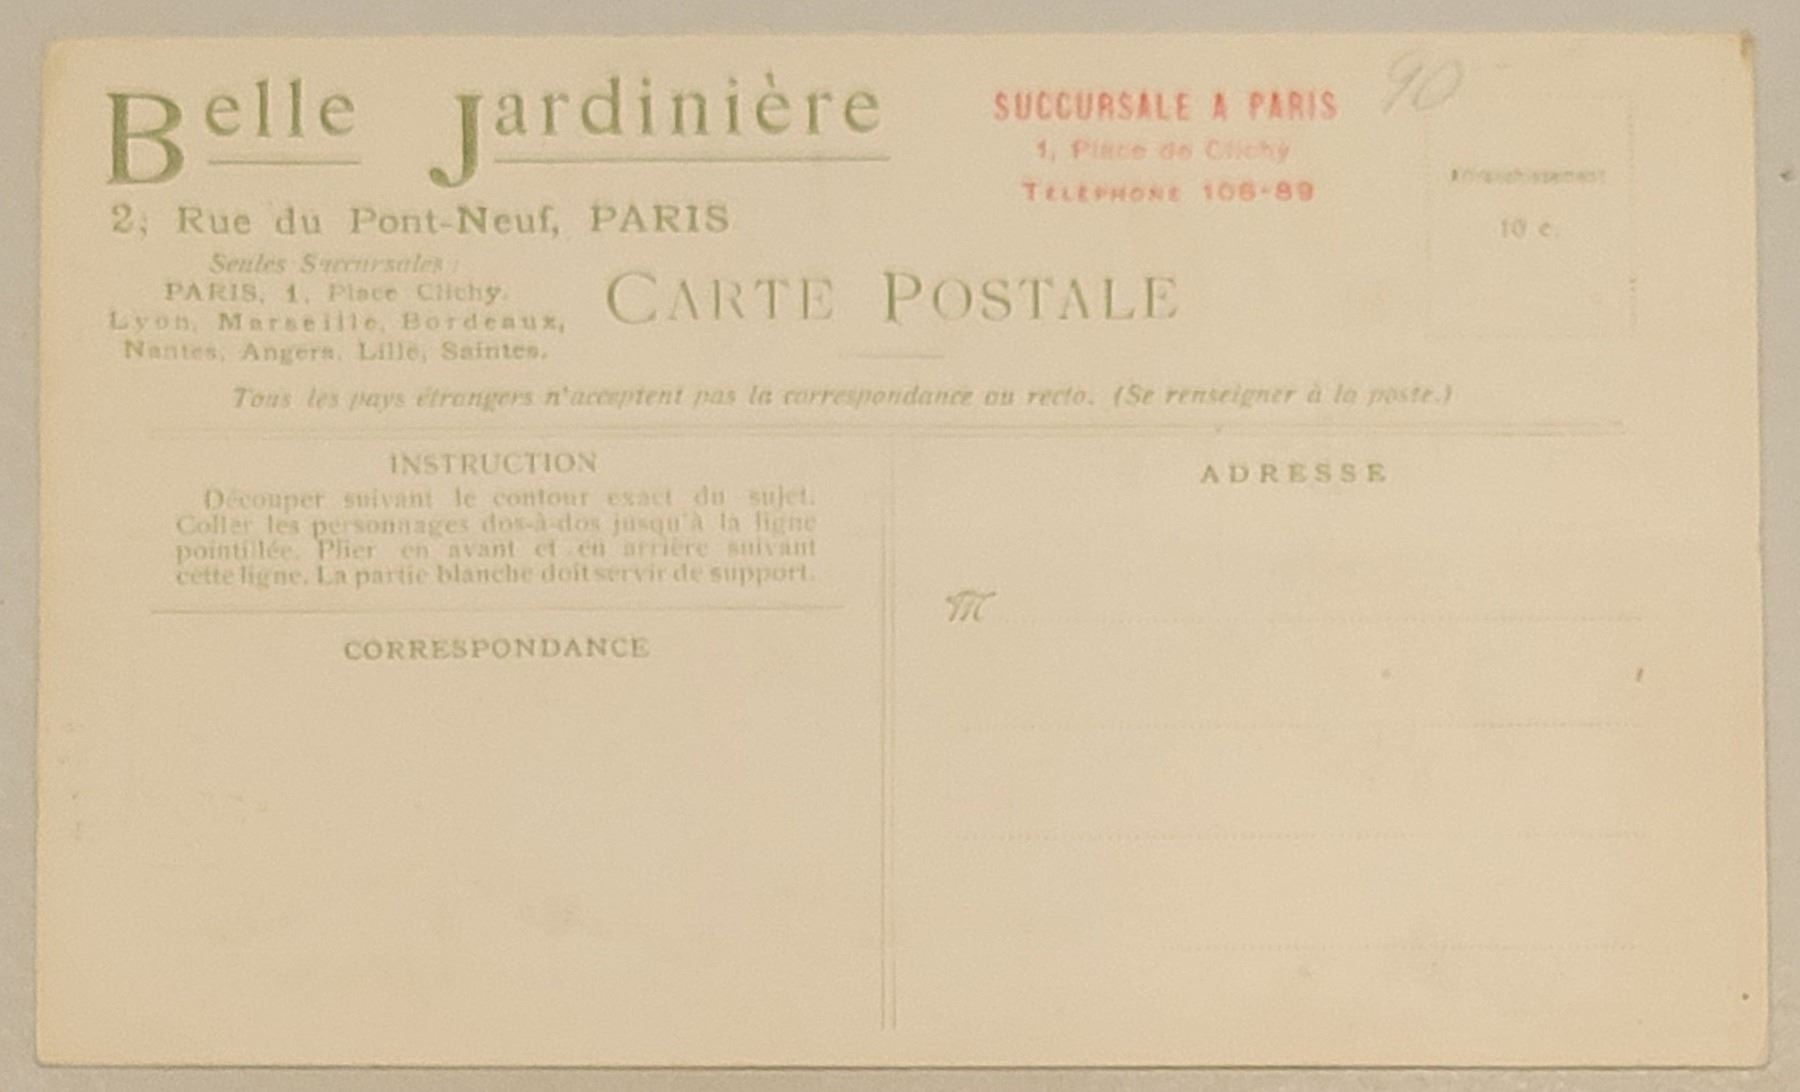 Belle Jardinière
2, Rue du Pont-Neuf, PARIS
Seules Succursales :
PARIS, 1, Place Clichy.
Lyon, Marseille, Bordeaux,
Nantes, Angers, Lille, Saintes.
SUCCURSALE A PARIS
1, Place de Clichy
TELEPHONE 108-89
90
Affranchissement
10 c.
CARTE POSTALE
Tous les pays étrangers n'acceptent pas la correspondance au recto. (Se renseigner à la poste.)
INSTRUCTION
Découper suivant le contour exact du sujet.
Coller les personnages dos-à-dos jusqu'à la ligne
pointillée. Plier en avant et en arrière suivant
cette ligne. La partie blanche doit servir de support.
CORRESPONDANCE
ADRESSE
M